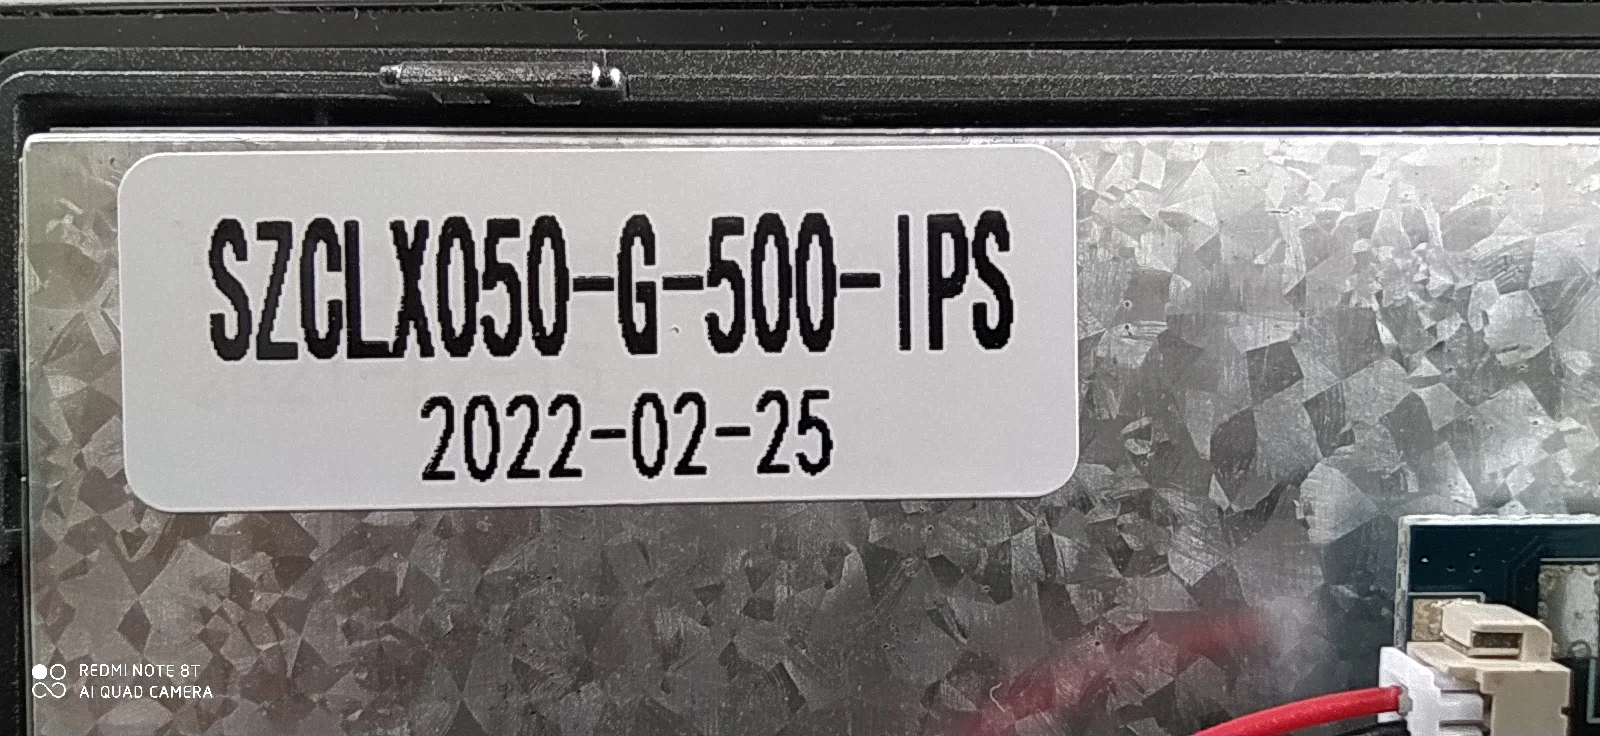 SZCLX050-G-500-IPS
2022-02-25
REDMI NOTE 8T
AI QUAD CAMERA